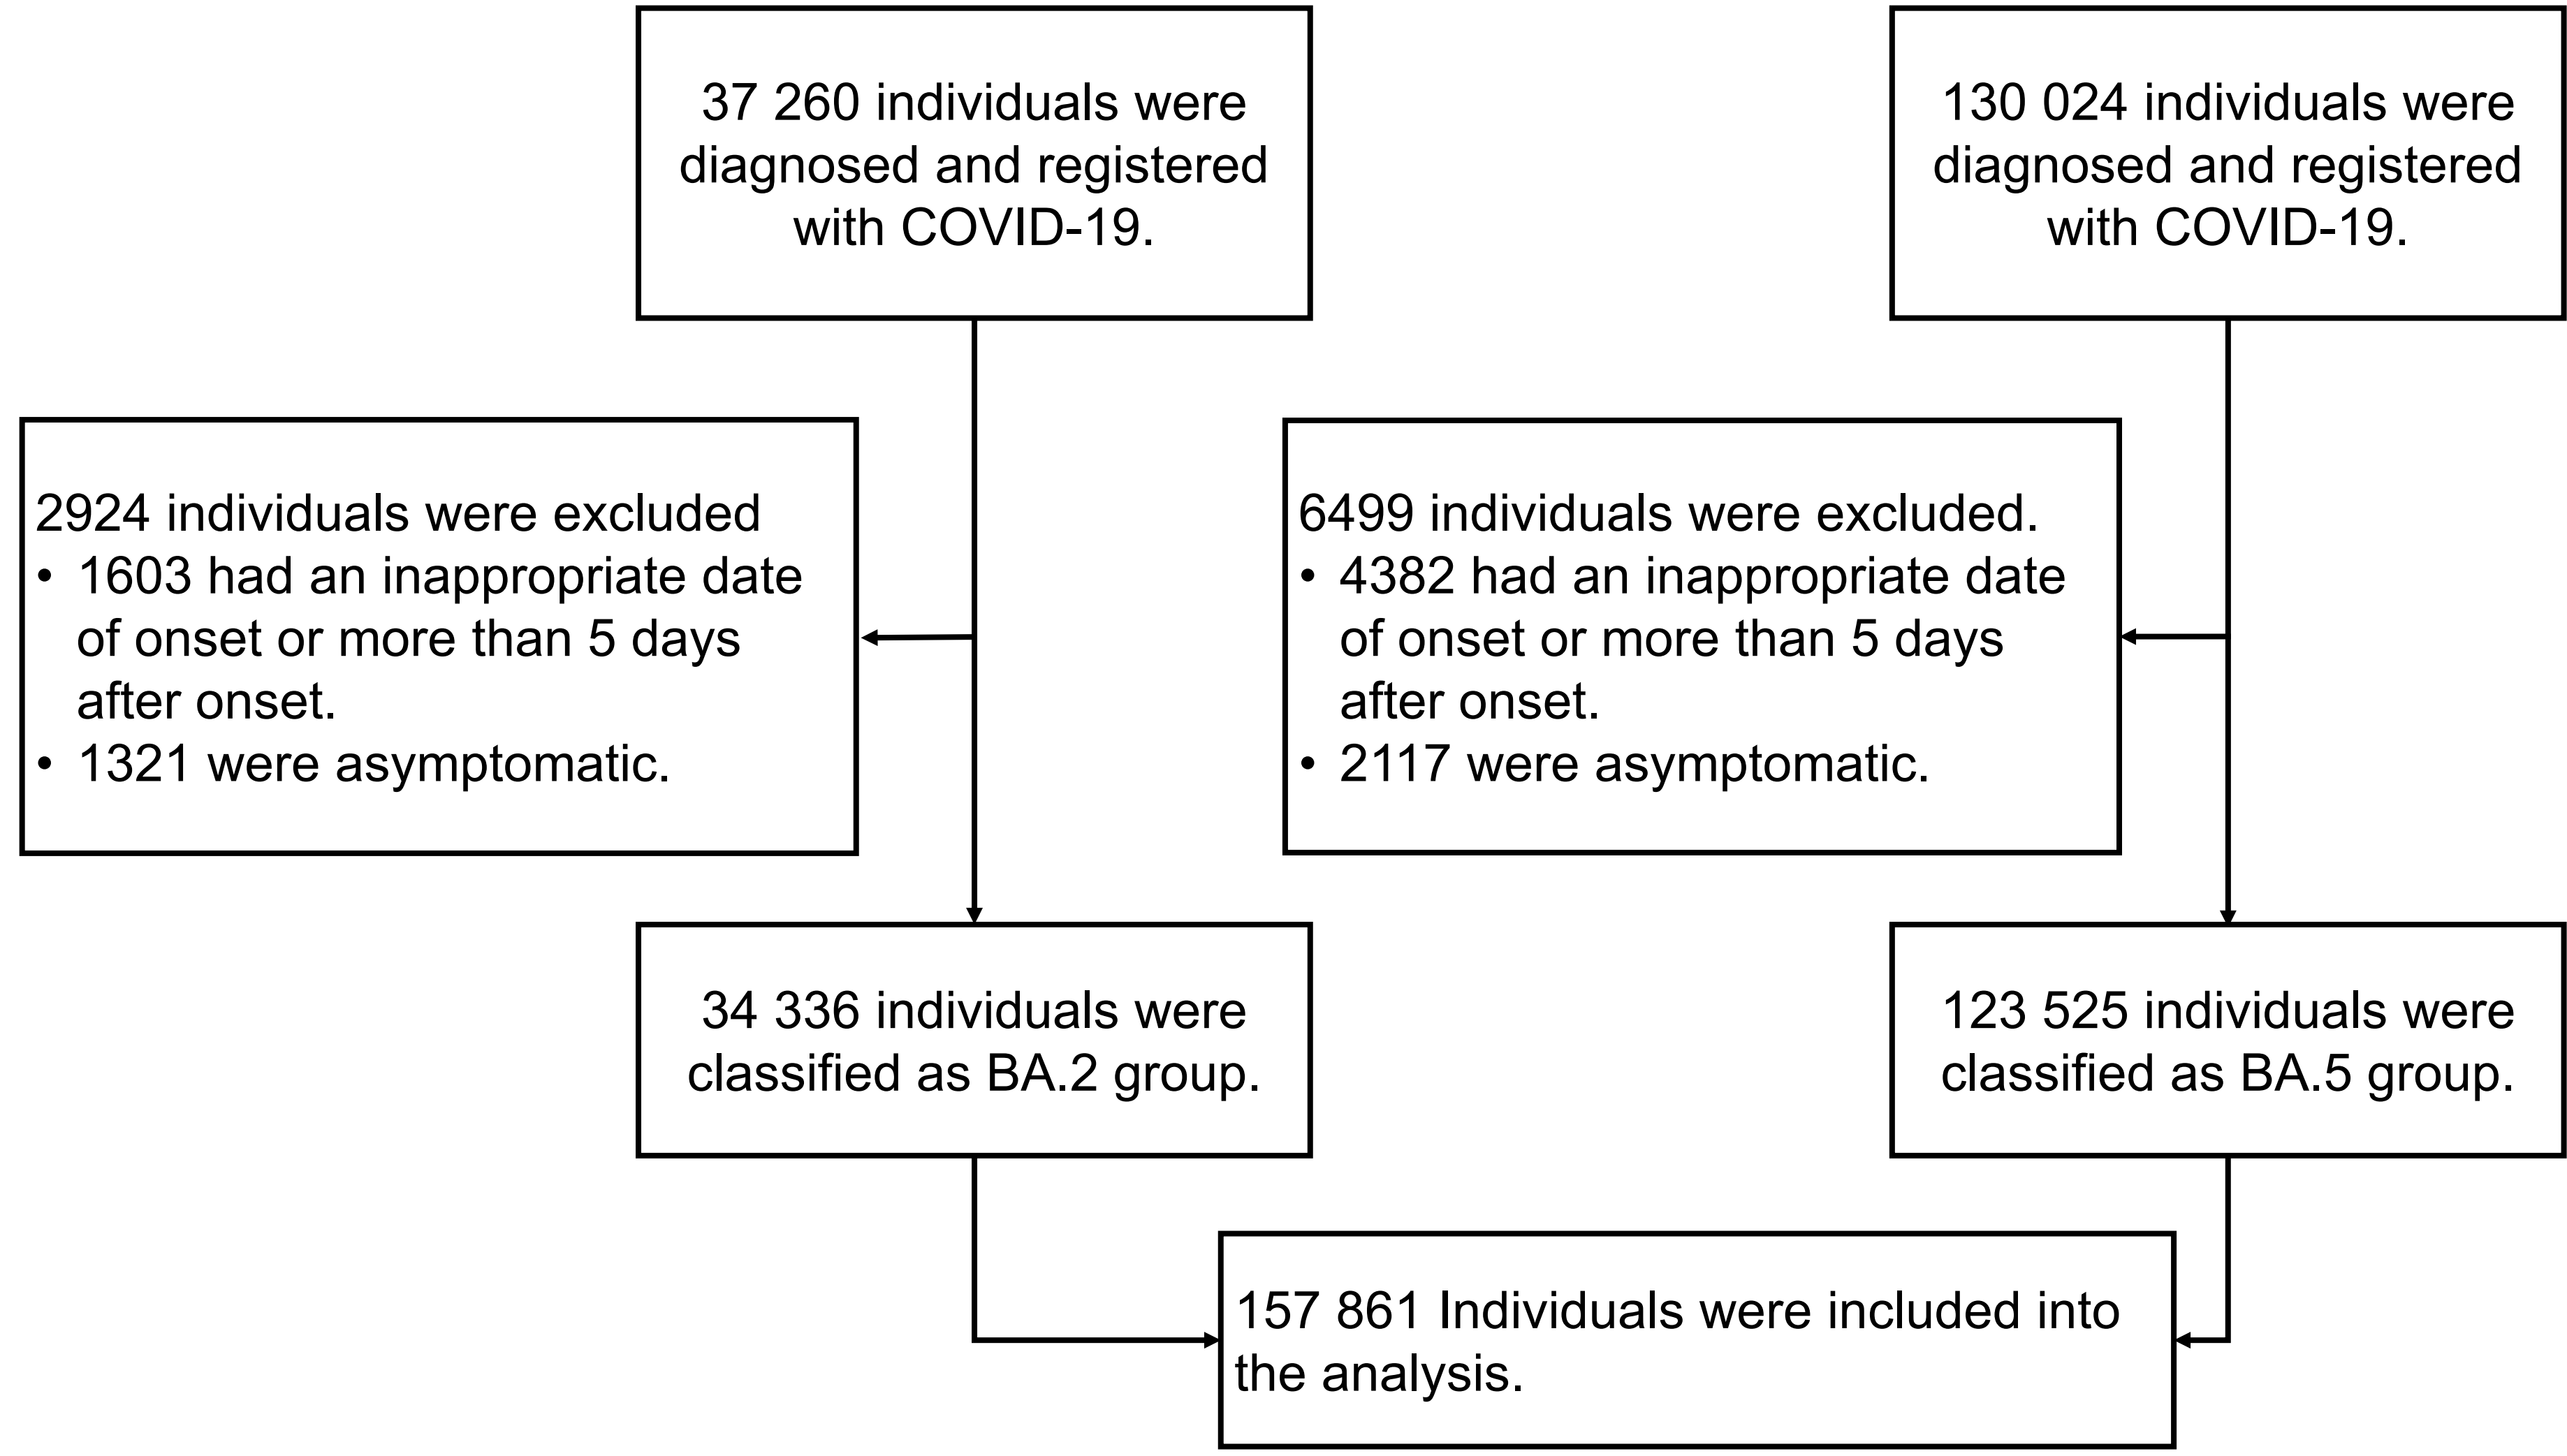 37 260 individuals were
diagnosed and registered
with COVID-19.
130 024 individuals were
diagnosed and registered
with COVID-19.
2924 individuals were excluded
• 1603 had an inappropriate date
of onset or more than 5 days
after onset.
• 1321 were asymptomatic.
6499 individuals were excluded.
• 4382 had an inappropriate date
of onset or more than 5 days
after onset.
• 2117 were asymptomatic.
34 336 individuals were
classified as BA.2 group.
123 525 individuals were
classified as BA.5 group.
157 861 Individuals were included into
the analysis.